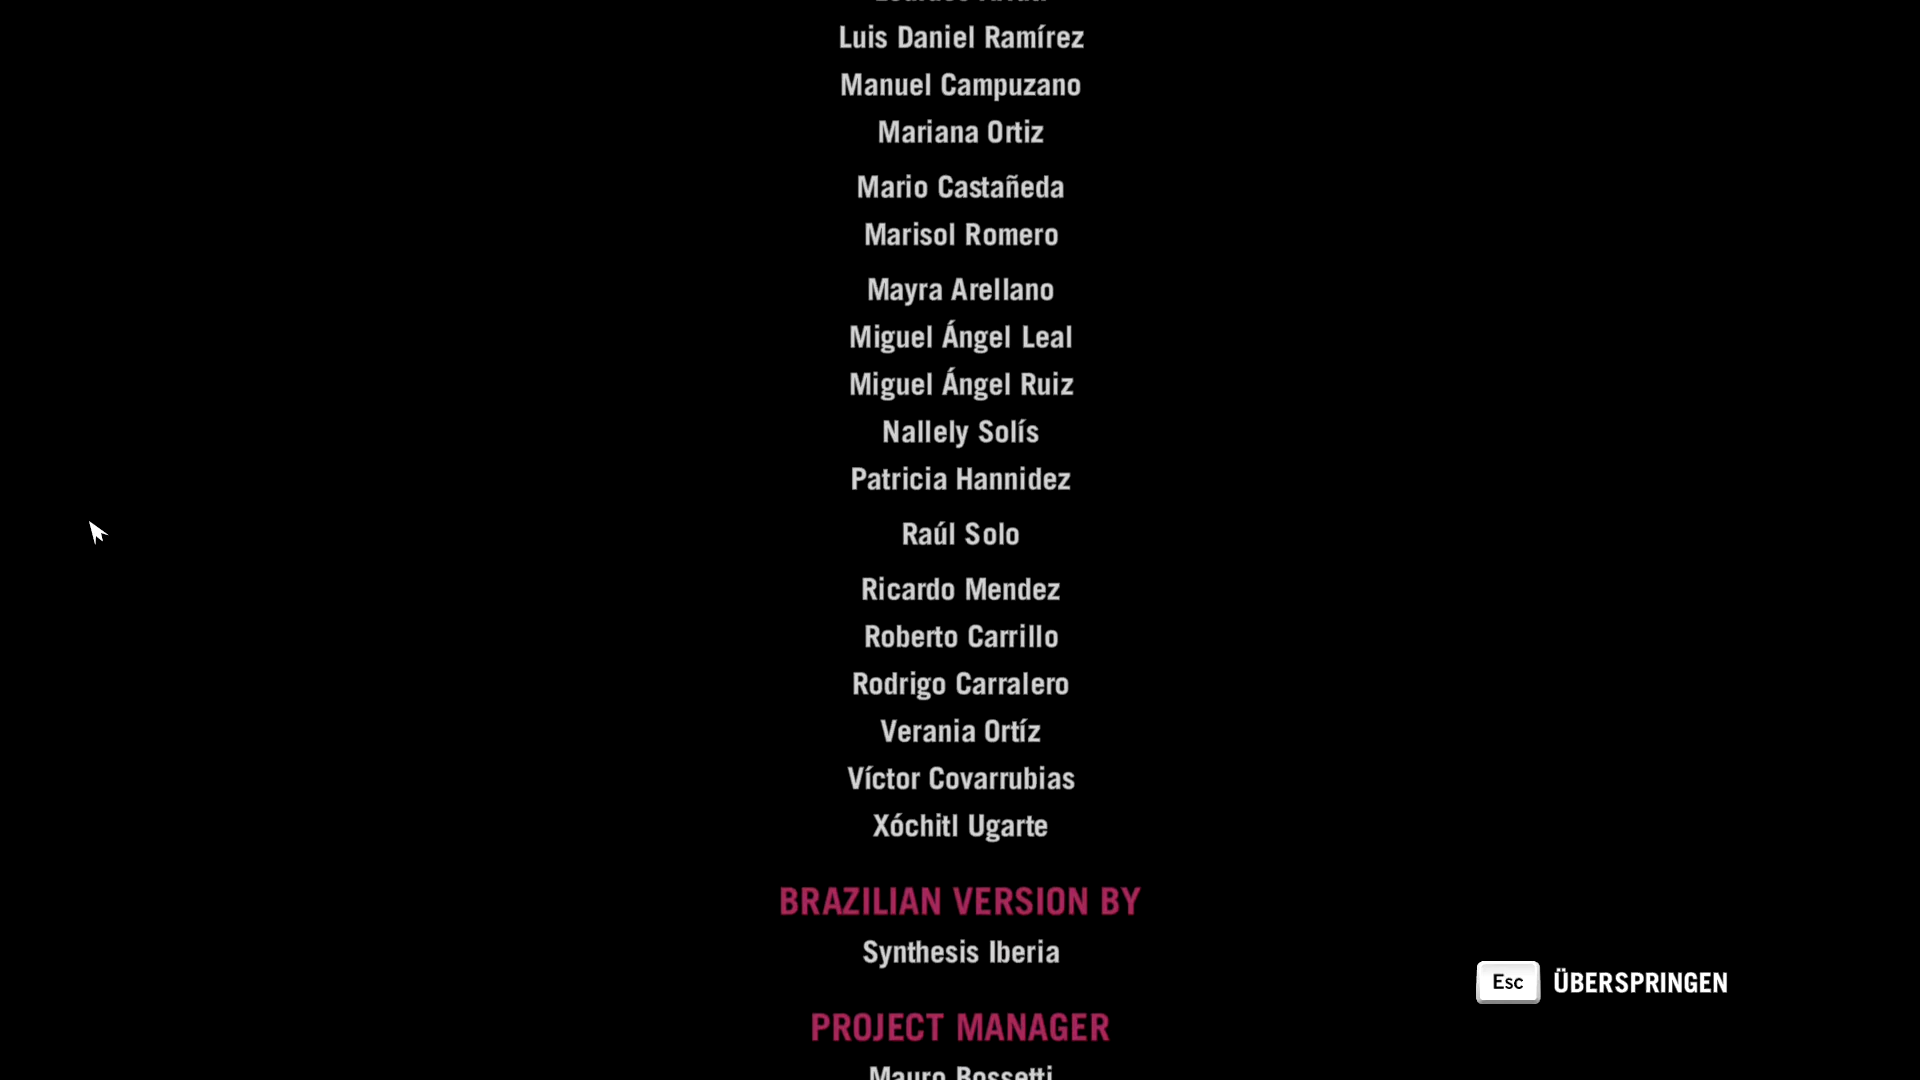 Luis Daniel Ramírez
Manuel Campuzano
Mariana Ortiz
Mario Castañeda
Marisol Romero
Mayra Arellano
Miguel Ángel Leal
Miguel Ángel Ruiz
Nallely Solís
Patricia Hannidez
Raúl Solo
Ricardo Mendez
Roberto Carrillo
Rodrigo Carralero
Verania Ortíz
Víctor Covarrubias
Xóchitl Ugarte
BRAZILIAN VERSION BY
Synthesis Iberia
Esc ÜBERSPRINGEN
PROJECT MANAGER
Mauro Bossetti